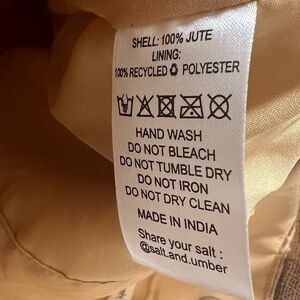 SHELL: 100% JUTE
LINING:
100% RECYCLED ♻ POLYESTER
HAND WASH
DO NOT BLEACH
DO NOT TUMBLE DRY
DO NOT IRON
DO NOT DRY CLEAN
MADE IN INDIA
Share your salt :
@salt.and.umber